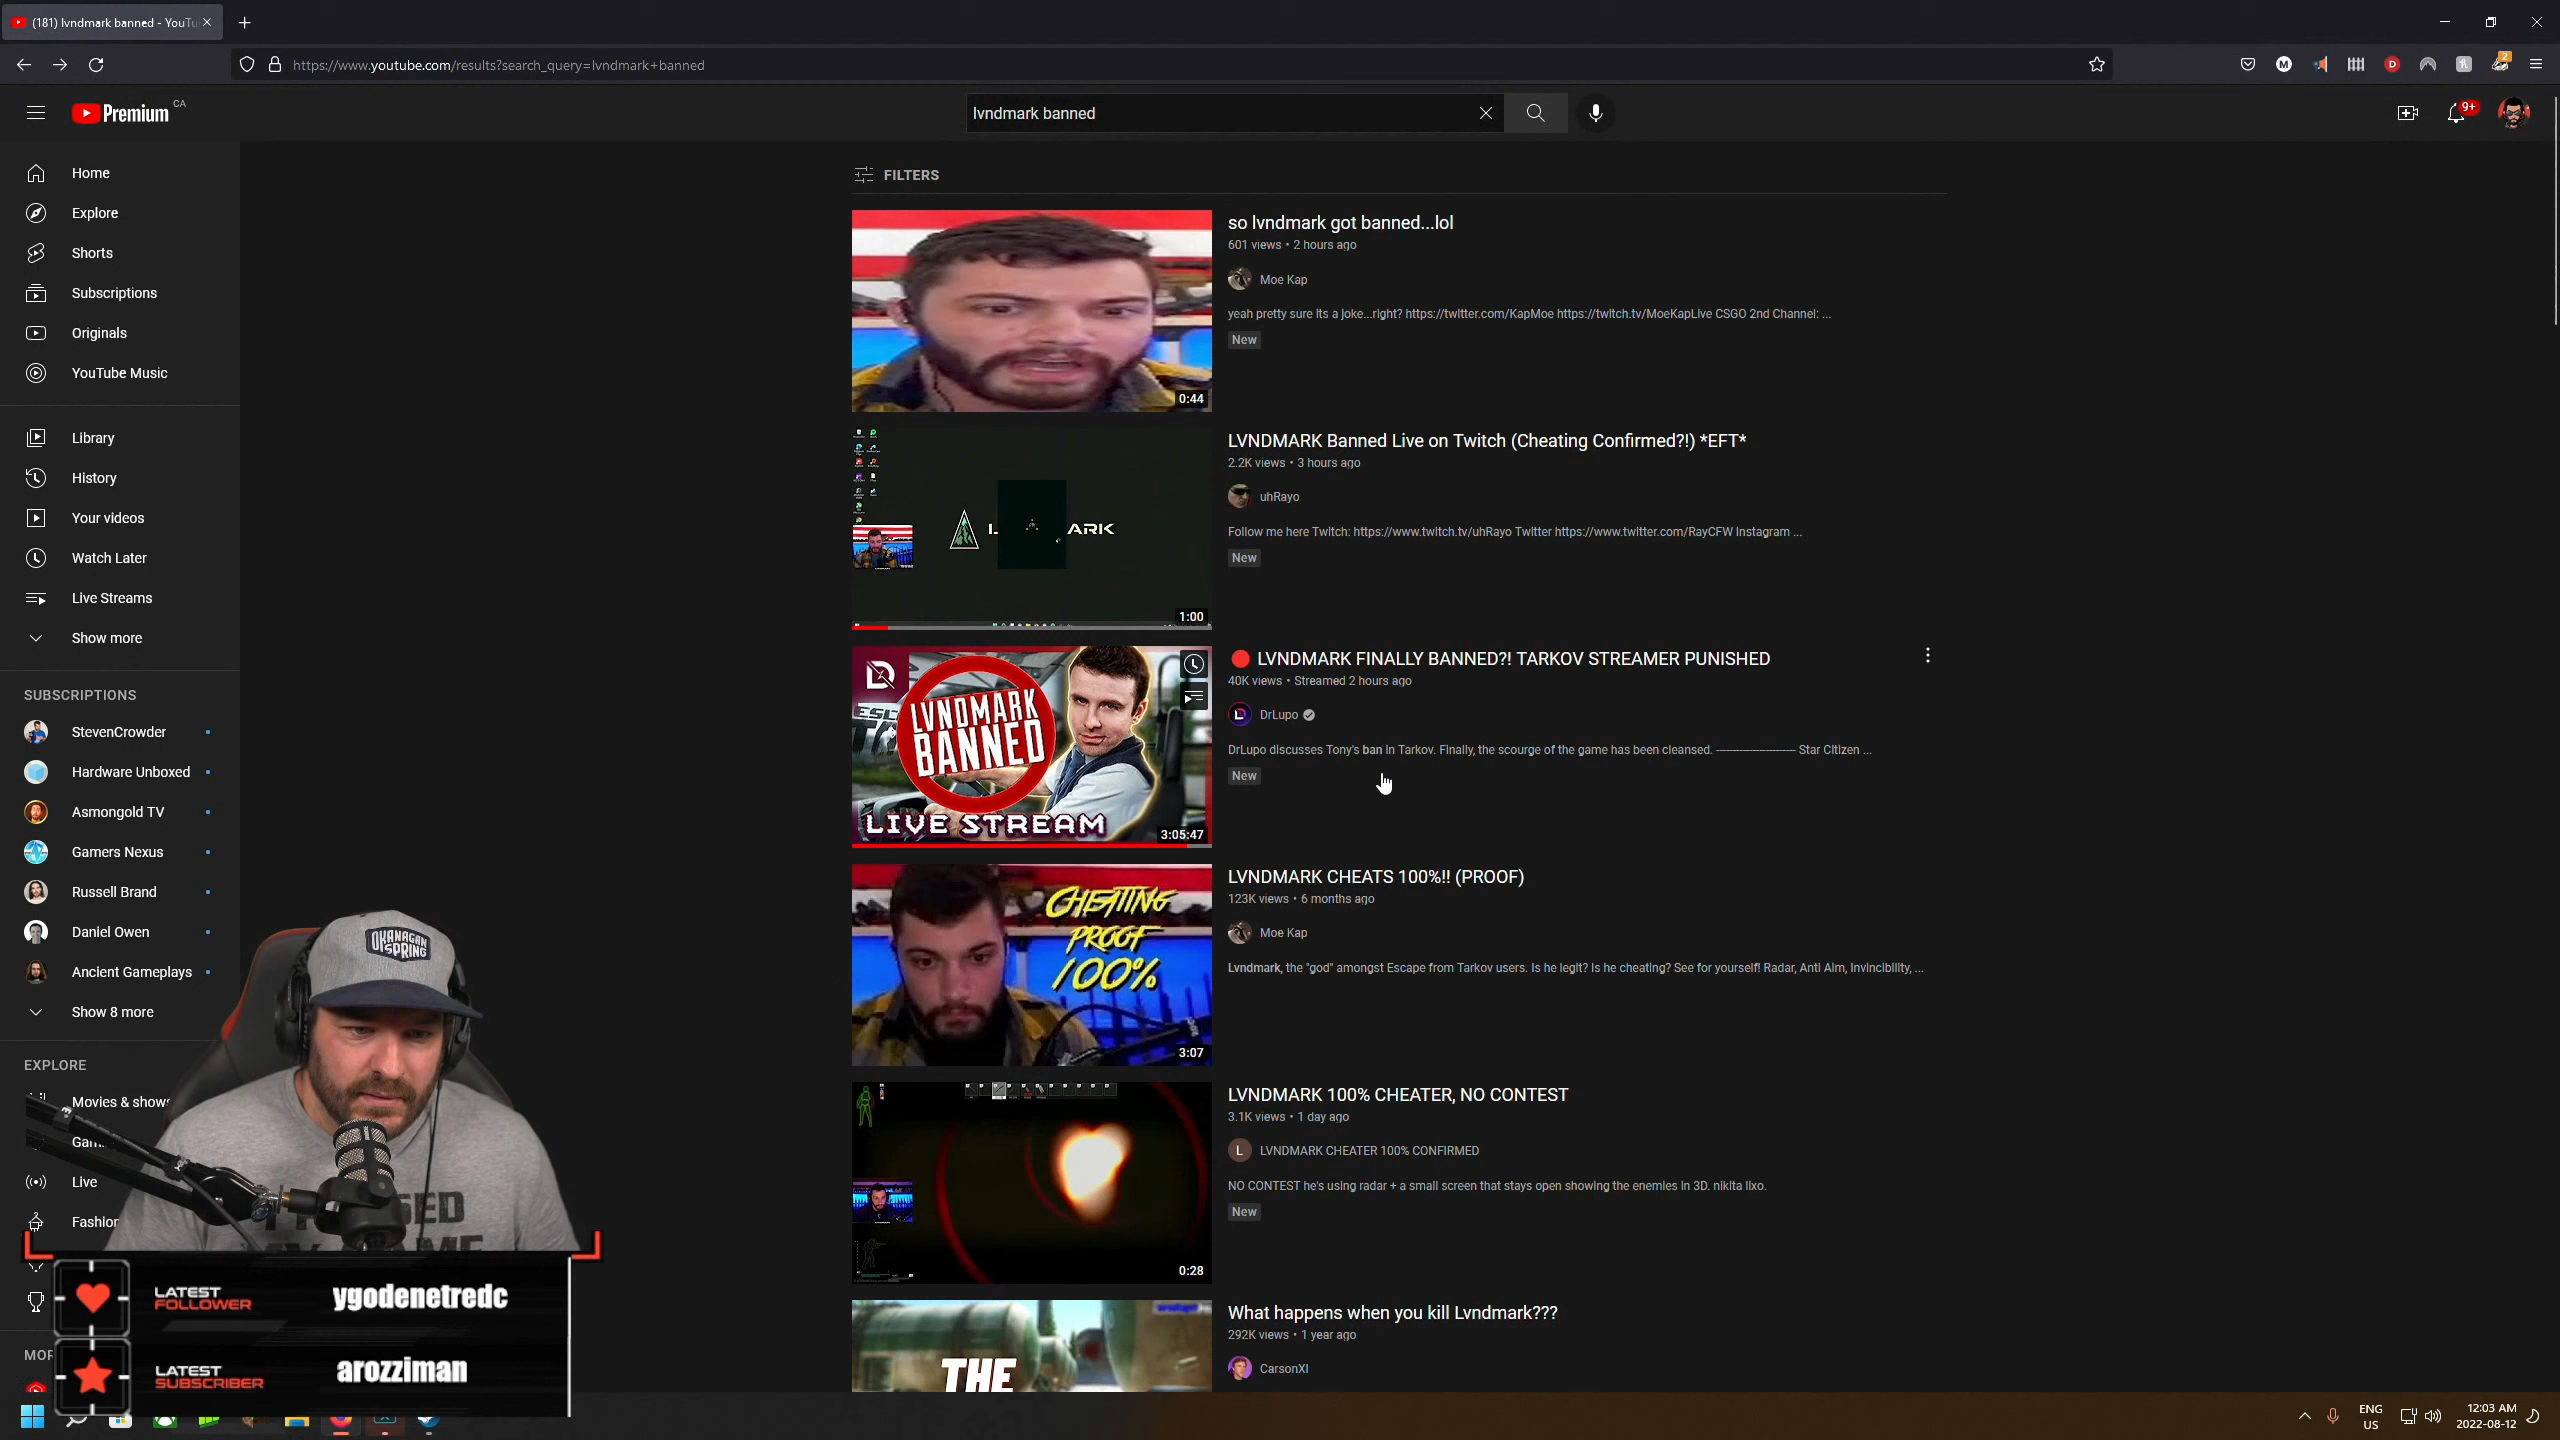 (181) lvndmark banned - YouTu
https://www.youtube.com/results?search_query=lvndmark+banned
2
Premium CA
lvndmark banned
9+
Home
Explore
Shorts
Subscriptions
Originals
YouTube Music
Library
History
Your videos
Watch Later
Live Streams
Show more
SUBSCRIPTIONS
StevenCrowder
Hardware Unboxed
Asmongold TV
Gamers Nexus
Russell Brand
Daniel Owen
Ancient Gameplays
Show 8 more
EXPLORE
Movies & shows
Gam
Live
Fashion
MOR
FILTERS
0:44
so lvndmark got banned...lol
601 views • 2 hours ago
Moe Kap
yeah pretty sure its a joke...right? https://twitter.com/KapMoe https://twitch.tv/MoeKapLive CSGO 2nd Channel: ...
New
L ARK
1:00
LVNDMARK Banned Live on Twitch (Cheating Confirmed?!) *EFT*
2.2K views • 3 hours ago
uhRayo
Follow me here Twitch: https://www.twitch.tv/uhRayo Twitter https://www.twitter.com/RayCFW Instagram ...
New
ESC
LVNDMARK
BANNED
LIVE STREAM
3:05:47
LVNDMARK FINALLY BANNED?! TARKOV STREAMER PUNISHED
40K views • Streamed 2 hours ago
DrLupo
DrLupo discusses Tony's ban in Tarkov. Finally, the scourge of the game has been cleansed. ------------------------- Star Citizen ...
New
CHEATING
PROOF
100%
3:07
LVNDMARK CHEATS 100%!! (PROOF)
123K views • 6 months ago
Moe Kap
Lvndmark, the "god" amongst Escape from Tarkov users. Is he legit? Is he cheating? See for yourself! Radar, Anti Aim, Invincibility, ...
0:28
LVNDMARK 100% CHEATER, NO CONTEST
3.1K views • 1 day ago
L LVNDMARK CHEATER 100% CONFIRMED
NO CONTEST he's using radar + a small screen that stays open showing the enemies in 3D. nikita lixo.
New
THE
What happens when you kill Lvndmark???
292K views • 1 year ago
CarsonXl
OKANAGAN
SPRING
LATEST
FOLLOWER
ygodenetredc
LATEST
SUBSCRIBER
arozziman
ENG
US
12:03 AM
2022-08-12